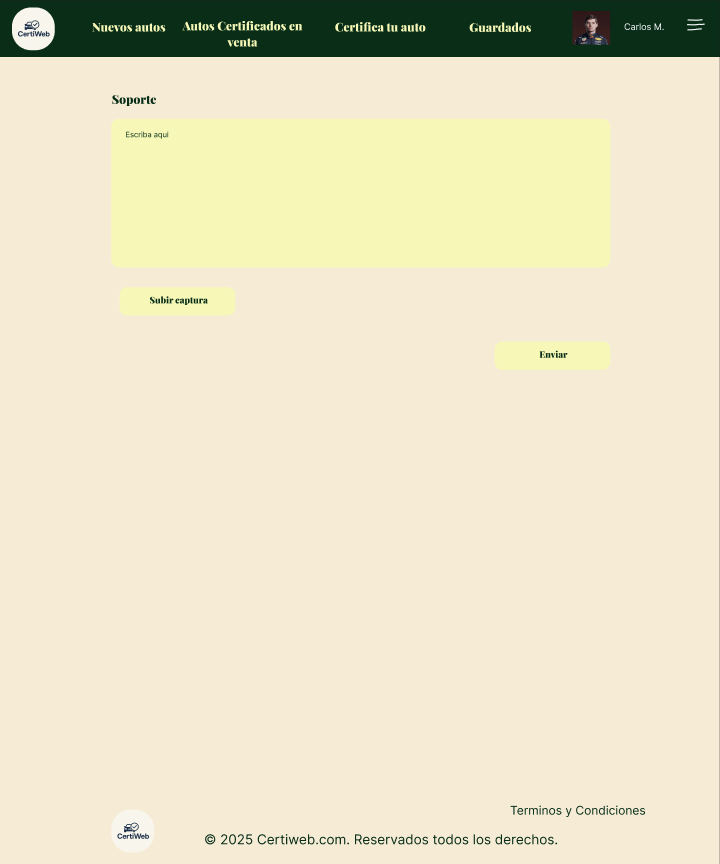 CertiWeb
Nuevos autos
Autos Certificados en
venta
Certifica tu auto
Guardados
Carlos M.
Soporte
Escriba aqui
Subir captura
Enviar
Terminos y Condiciones
CertiWeb
© 2025 Certiweb.com. Reservados todos los derechos.